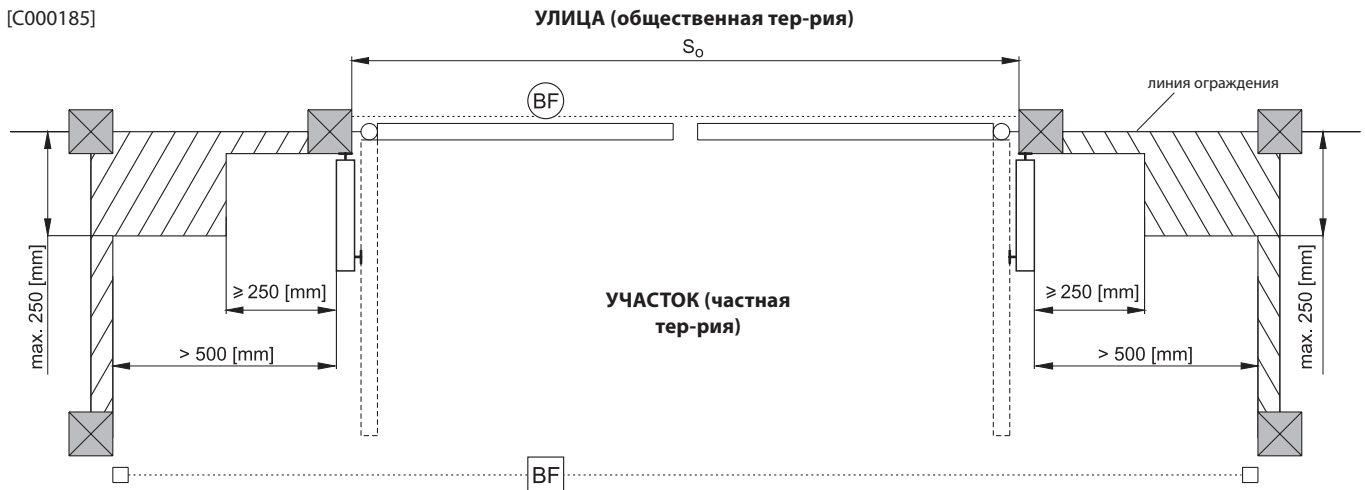 [C000185]
УЛИЦА (общественная тер-рия)
S₀
BF
линия ограждения
max. 250 [mm]
max. 250 [mm]
⩾ 250 [mm]
⩾ 250 [mm]
УЧАСТОК (частная
тер-рия)
> 500 [mm]
> 500 [mm]
BF